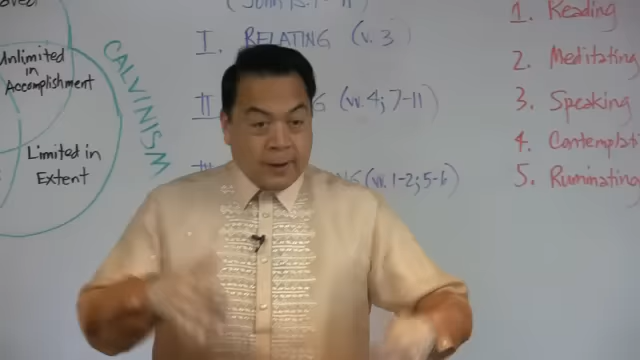 Unlimited
in
Accomplishment
Limited in
Extent
CALVINISM
I. RELATING (v. 3)
II (vv. 4; 7-11)
(vv. 1-2; 5-6)
1. Reading
2. Meditating
3. Speaking
4.
5. Ruminating